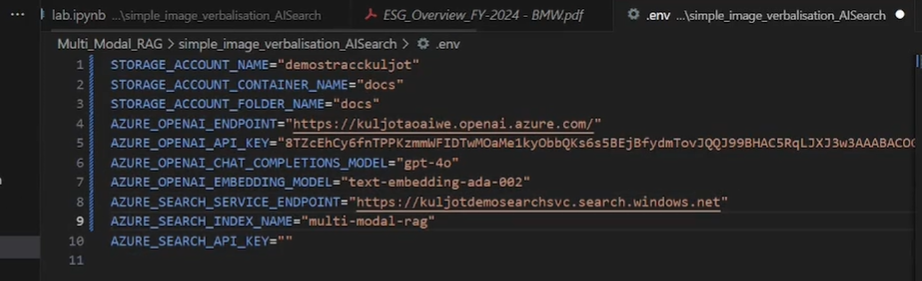 lab.ipynb ...\simple_image_verbalisation_AISearch ESG_Overview_FY-2024 - BMW.pdf .env ...\simple_image_verbalisation_AISearch
Multi_Modal_RAG > simple_image_verbalisation_AISearch > .env
1 STORAGE_ACCOUNT_NAME="demostracckuljot"
2 STORAGE_ACCOUNT_CONTAINER_NAME="docs"
3 STORAGE_ACCOUNT_FOLDER_NAME="docs"
4 AZURE_OPENAI_ENDPOINT="https://kuljotaoaiwe.openai.azure.com/"
5 AZURE_OPENAI_API_KEY="
6 AZURE_OPENAI_CHAT_COMPLETIONS_MODEL="gpt-4o"
7 AZURE_OPENAI_EMBEDDING_MODEL="text-embedding-ada-002"
8 AZURE_SEARCH_SERVICE_ENDPOINT="https://kuljotdemosearchsvc.search.windows.net"
9 AZURE_SEARCH_INDEX_NAME="multi-modal-rag"
10 AZURE_SEARCH_API_KEY=""
11